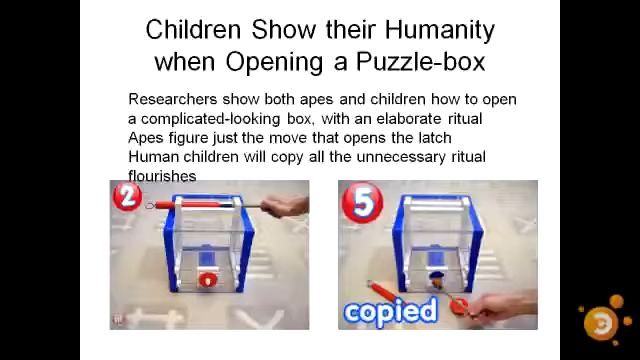 Children Show their Humanity
when Opening a Puzzle-box
Researchers show both apes and children how to open
a complicated-looking box, with an elaborate ritual
Apes figure just the move that opens the latch
Human children will copy all the unnecessary ritual
flourishes
2
5
copied